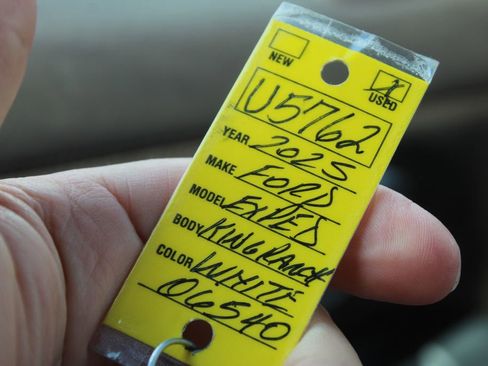 NEW
X
USED
U5762
YEAR 2025
MAKE FORD
MODEL EXPED
BODY KING RANCH
COLOR WHITE
06540